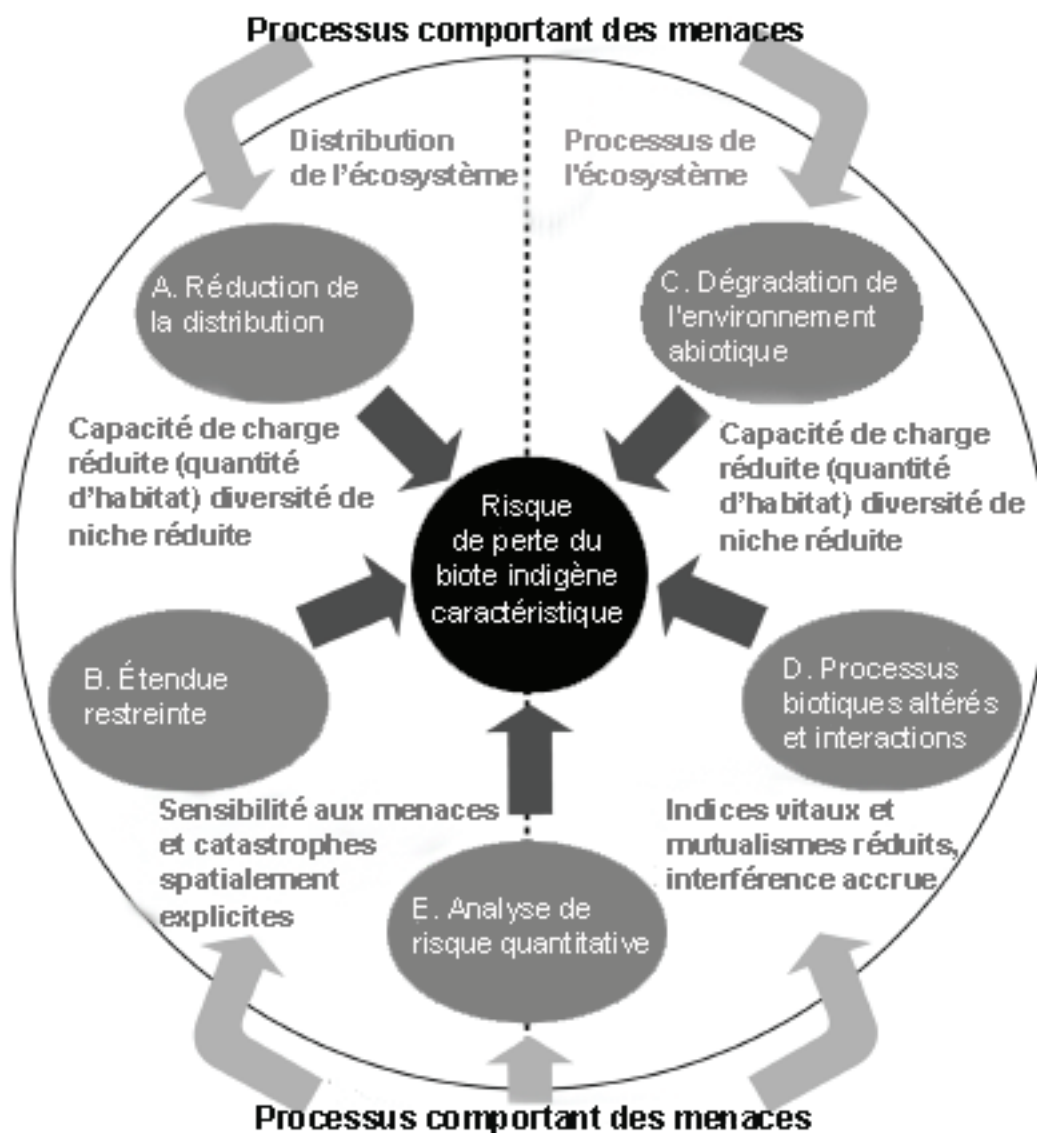 Processus comportant des menaces
Distribution
de l'écosystème
Processus de
l'écosystème
A. Réduction de
la distribution
C. Dégradation de
l'environnement
abiotique
Capacité de charge
réduite (quantité
d'habitat) diversité de
niche réduite
Capacité de charge
réduite (quantité
d'habitat) diversité de
niche réduite
Risque
de perte du
biote indigène
caractéristique
B. Étendue
restreinte
D. Processus
biotiques altérés
et interactions
Sensibilité aux menaces
et catastrophes
spatialement
explicites
Indices vitaux et
mutualismes réduits,
interférence accrue
E. Analyse de
risque quantitative
Processus comportant des menaces